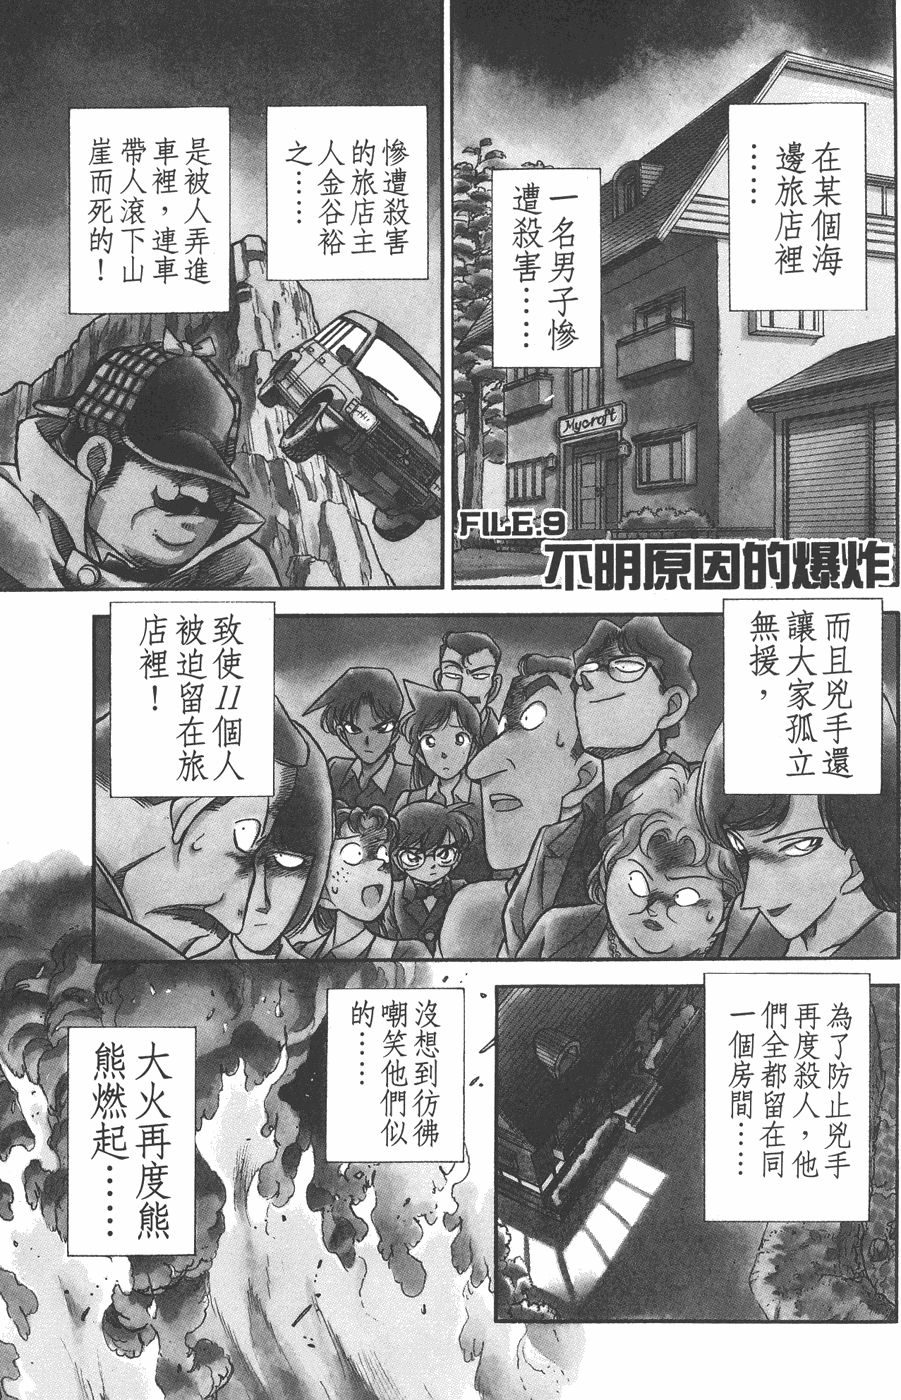 在某個海
邊旅店裡
……
一名男子慘
遭殺害……
Mycroft
FILE.9
不明原因的爆炸
慘遭殺害
的旅店主
人金谷裕
之……
是被人弄進
車裡，連車
帶人滾下山
崖而死的！
而且兇手還
讓大家孤立
無援，
致使11個人
被迫留在旅
店裡！
為了防止兇手
再度殺人，他
們全都留在同
一個房間……
沒想到彷彿
嘲笑他們似
的……
大火再度熊
熊燃起……